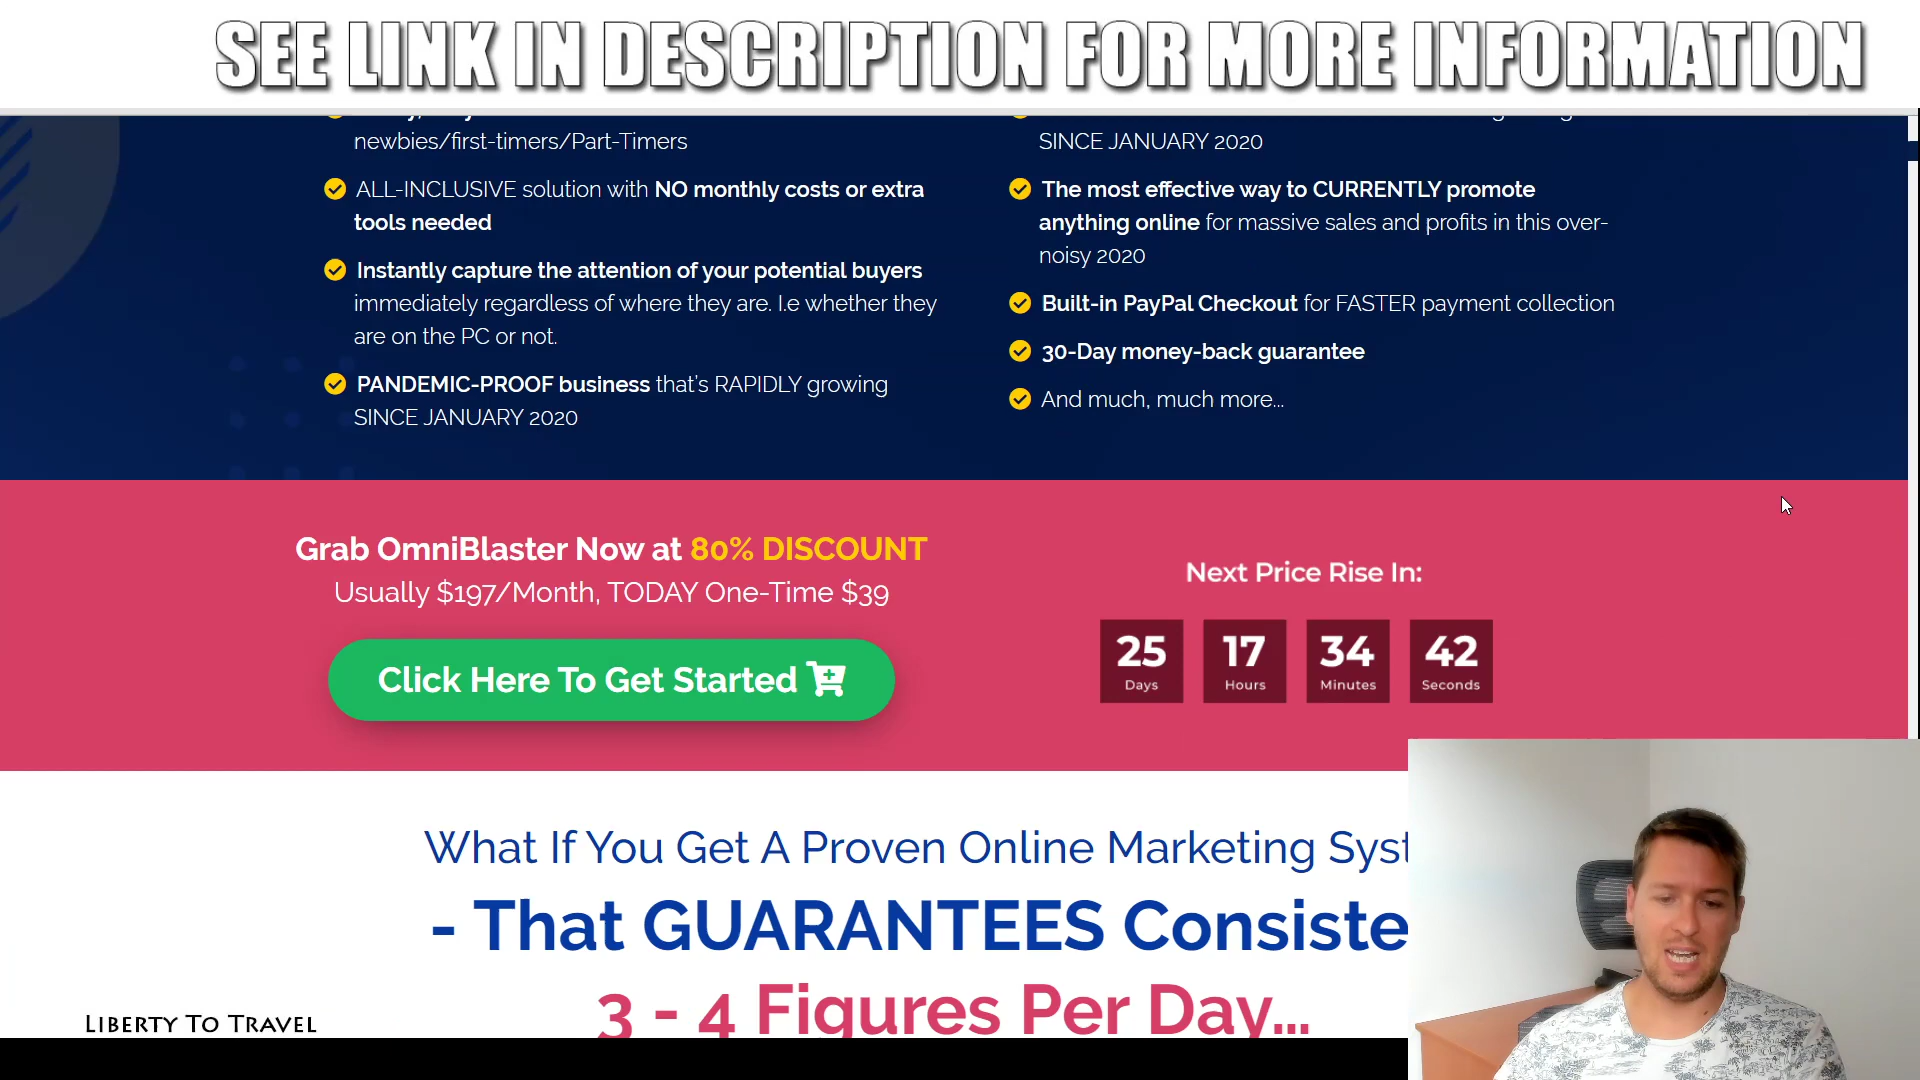 SEE LINK IN DESCRIPTION FOR MORE INFORMATION
newbies/first-timers/Part-Timers
ALL-INCLUSIVE solution with NO monthly costs or extra
tools needed
Instantly capture the attention of your potential buyers
immediately regardless of where they are. I.e whether they
are on the PC or not.
PANDEMIC-PROOF business that's RAPIDLY growing
SINCE JANUARY 2020
SINCE JANUARY 2020
The most effective way to CURRENTLY promote
anything online for massive sales and profits in this over-
noisy 2020
Built-in PayPal Checkout for FASTER payment collection
30-Day money-back guarantee
And much, much more...
Grab OmniBlaster Now at 80% DISCOUNT
Usually $197/Month, TODAY One-Time $39
Click Here To Get Started
Next Price Rise In:
25 17 34 42
Days Hours Minutes Seconds
What If You Get A Proven Online Marketing Syst
- That GUARANTEES Consiste
3 - 4 Figures Per Day...
LIBERTY TO TRAVEL